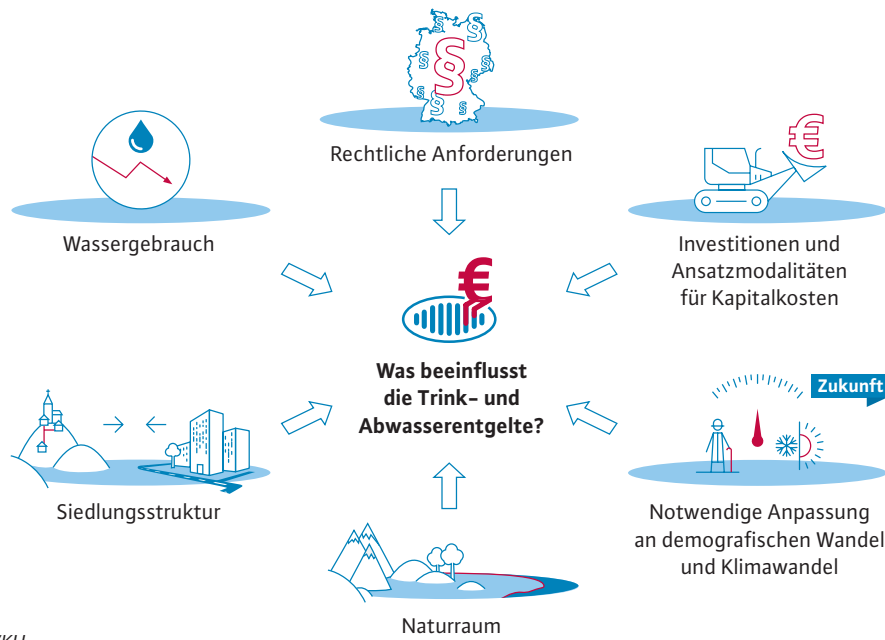 Rechtliche Anforderungen
Wassergebrauch
Investitionen und
Ansatzmodalitäten
für Kapitalkosten
Was beeinflusst
die Trink- und
Abwasserentgelte?
Zukunft
Siedlungsstruktur
Notwendige Anpassung
an demografischen Wandel
und Klimawandel
Naturraum